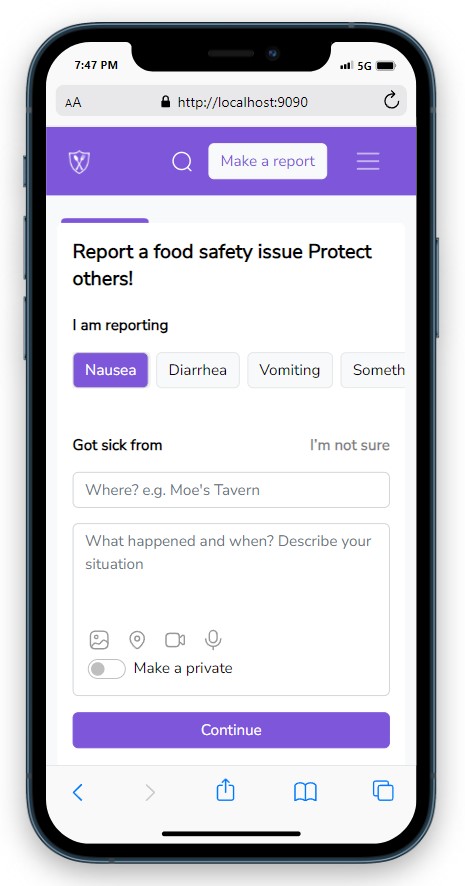 7:47 PM 5G
AA http://localhost:9090
Make a report
Report a food safety issue Protect
others!
I am reporting
Nausea Diarrhea Vomiting Someth
Got sick from I'm not sure
Where? e.g. Moe's Tavern
What happened and when? Describe your
situation
Make a private
Continue